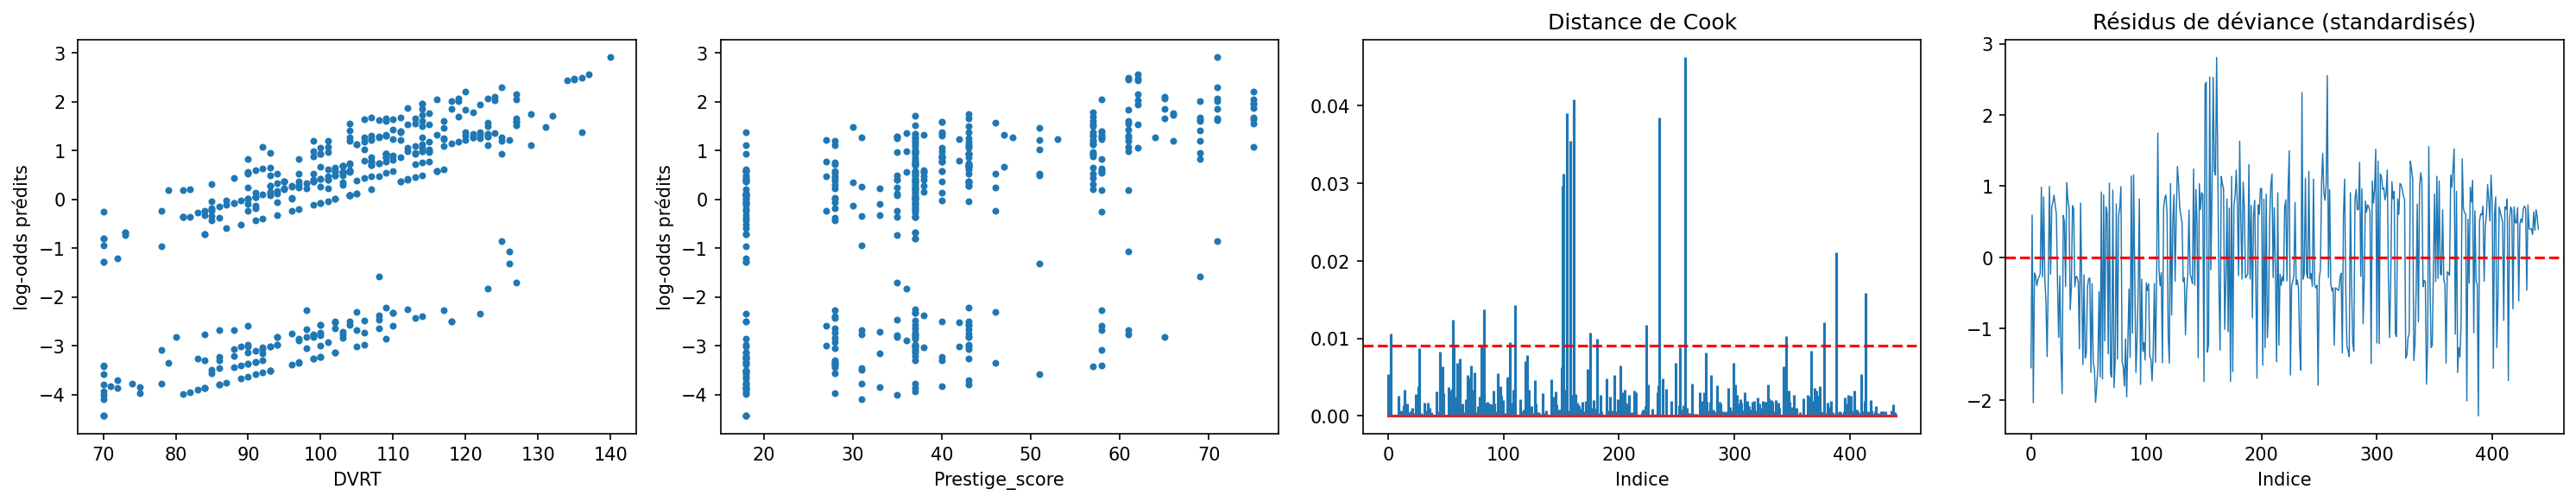 3
2
1
0
−1
−2
−3
−4
log-odds prédits
70 80 90 100 110 120 130 140
DVRT
3
2
1
0
−1
−2
−3
−4
log-odds prédits
20 30 40 50 60 70
Prestige_score
Distance de Cook
0.04
0.03
0.02
0.01
0.00
0 100 200 300 400
Indice
Résidus de déviance (standardisés)
3
2
1
0
−1
−2
0 100 200 300 400
Indice